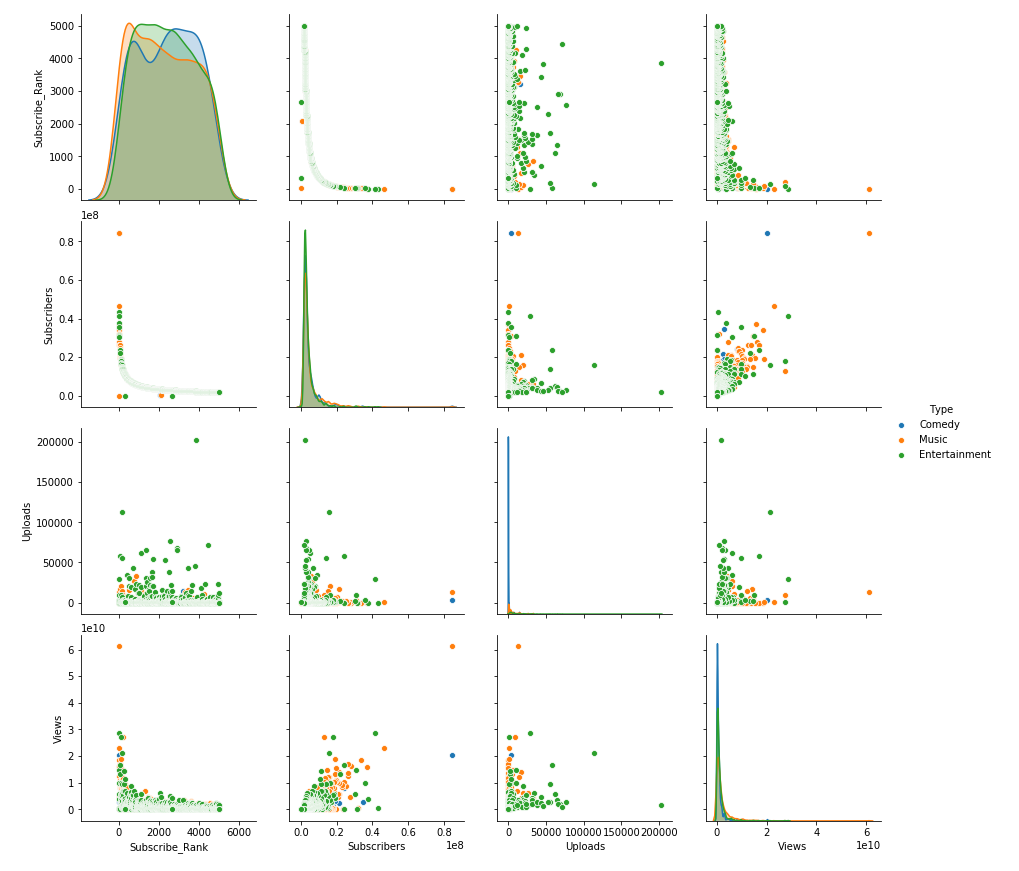 5000
4000
3000
2000
1000
0
Subscribe_Rank
1e8
0.8
0.6
0.4
0.2
0.0
Subscribers
Type
Comedy
Music
Entertainment
200000
150000
100000
50000
0
Uploads
1e10
6
5
4
3
2
1
0
Views
0 2000 4000 6000
Subscribe_Rank
0.0 0.2 0.4 0.6 0.8
Subscribers 1e8
0 50000 100000 150000 200000
Uploads
0 2 4 6
Views 1e10